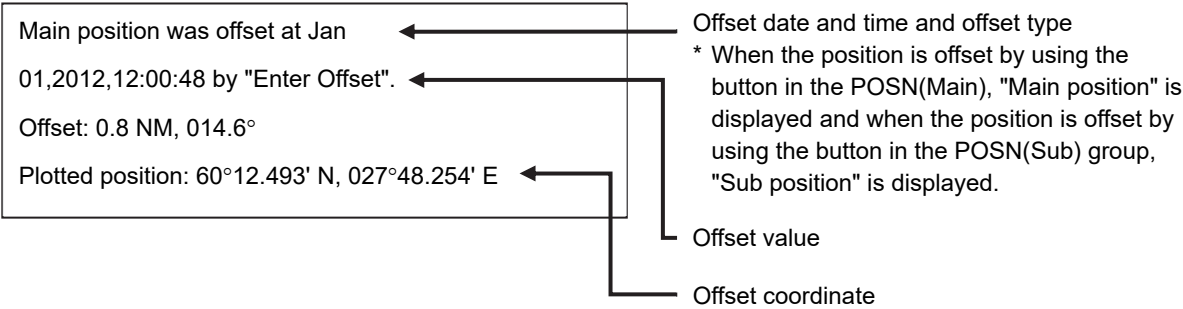 Main position was offset at Jan
01,2012,12:00:48 by "Enter Offset".
Offset: 0.8 NM, 014.6°
Plotted position: 60°12.493' N, 027°48.254' E
Offset date and time and offset type
* When the position is offset by using the
button in the POSN(Main), "Main position" is
displayed and when the position is offset by
using the button in the POSN(Sub) group,
"Sub position" is displayed.
Offset value
Offset coordinate